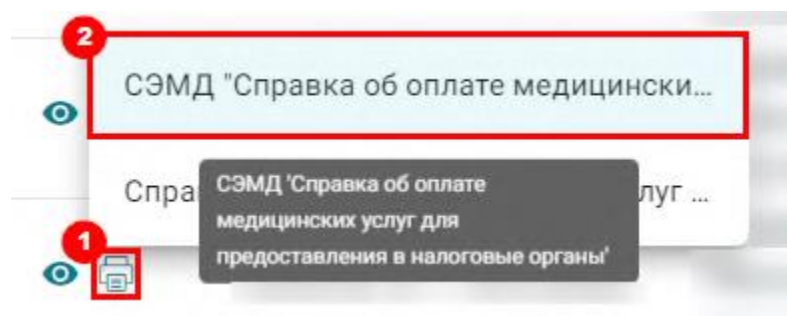 2
СЭМД "Справка об оплате медицински...
Спра луг ...
СЭМД 'Справка об оплате
медицинских услуг для
предоставления в налоговые органы'
1